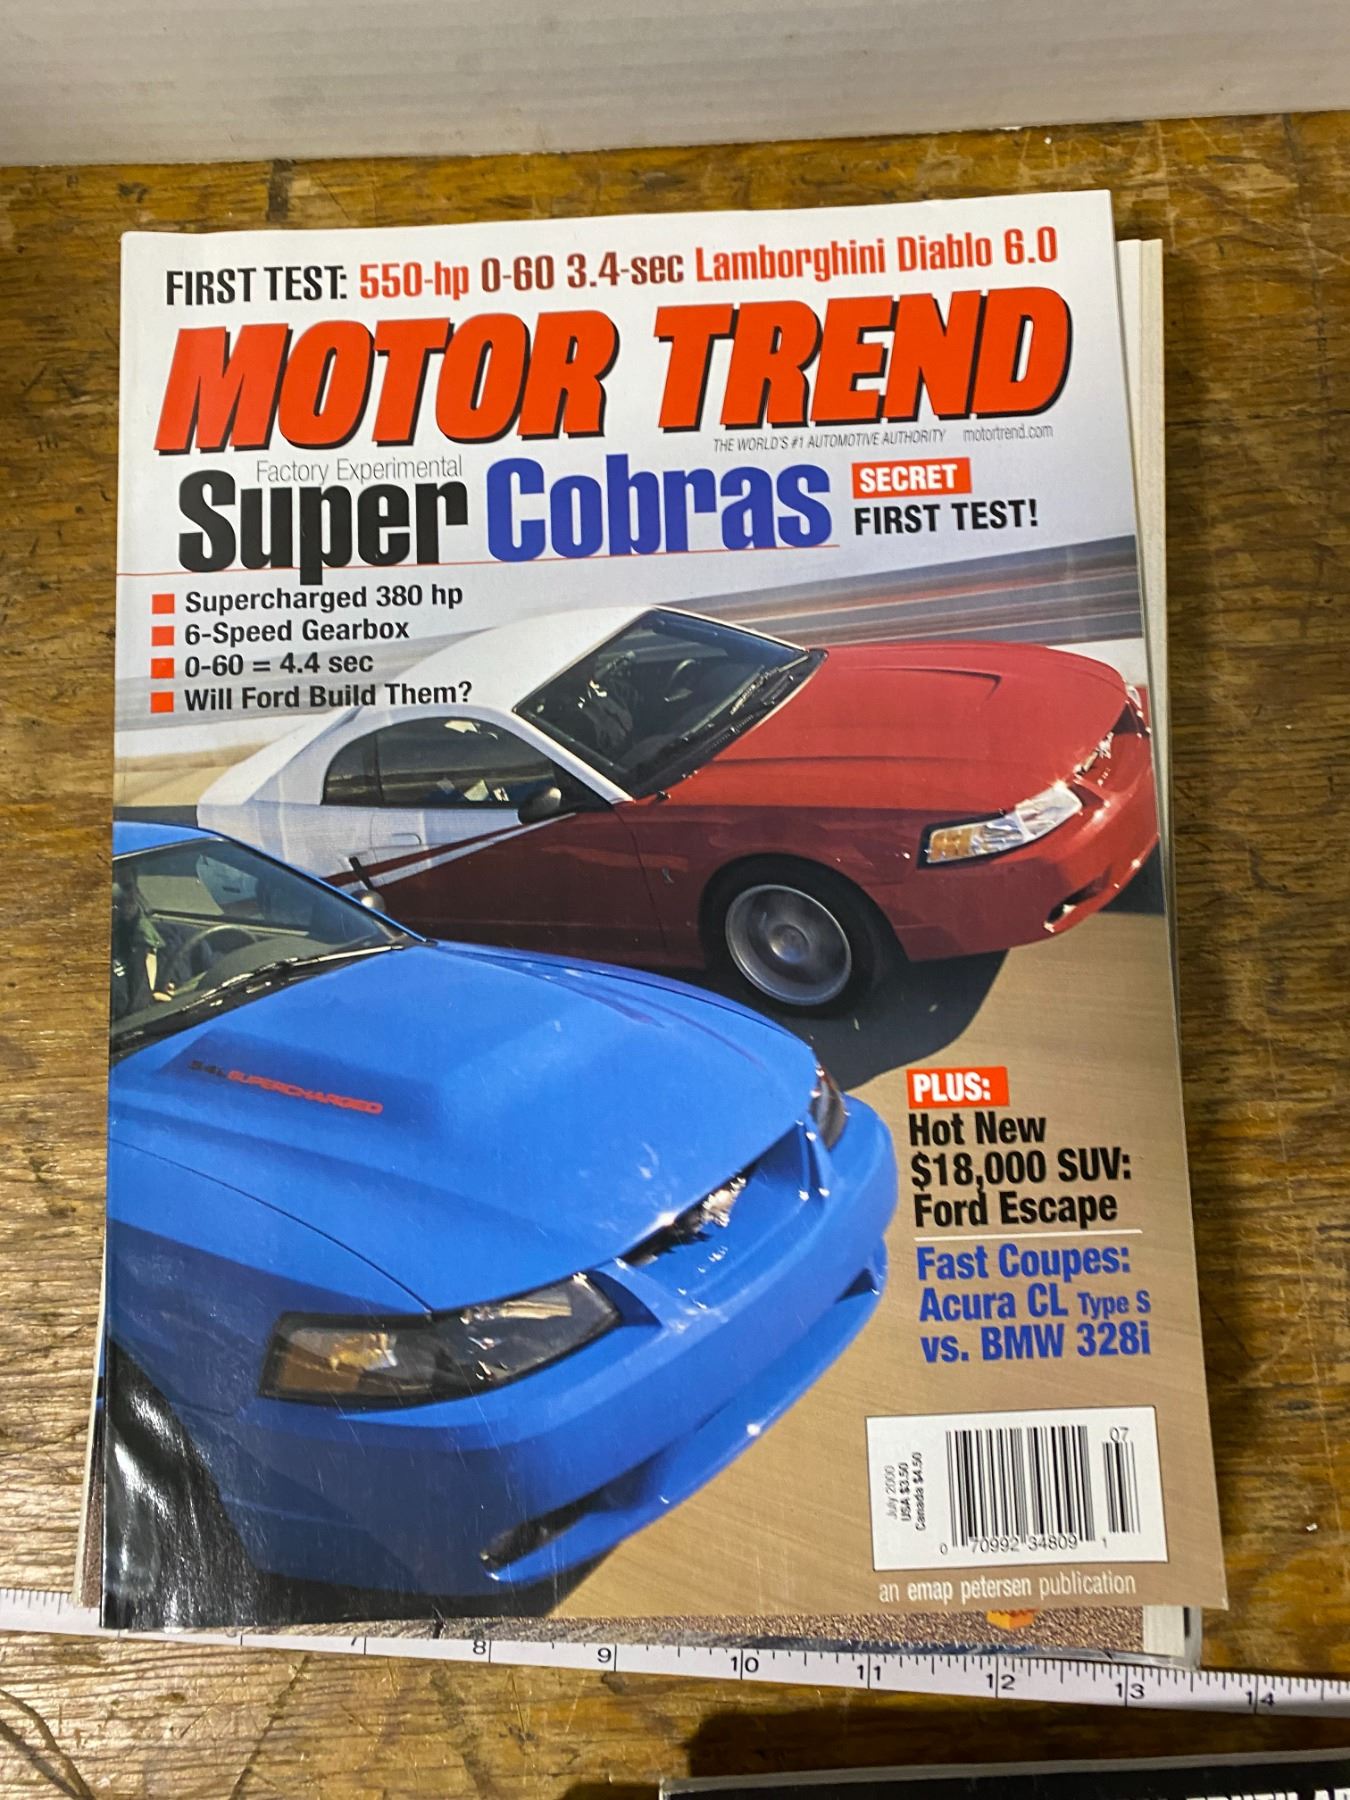 FIRST TEST: 550-hp 0-60 3.4-sec Lamborghini Diablo 6.0
MOTOR TREND
THE WORLD'S #1 AUTOMOTIVE AUTHORITY motortrend.com
Factory Experimental
Super Cobras
SECRET
FIRST TEST!
Supercharged 380 hp
6-Speed Gearbox
0-60 = 4.4 sec
Will Ford Build Them?
5.4L SUPERCHARGED
PLUS:
Hot New
$18,000 SUV:
Ford Escape
Fast Coupes:
Acura CL Type S
vs. BMW 328i
July 2000
USA $3.50
Canada $4.50
07
0 70992 34809 1
an emap petersen publication
7 8 9 10 11 12 13 14